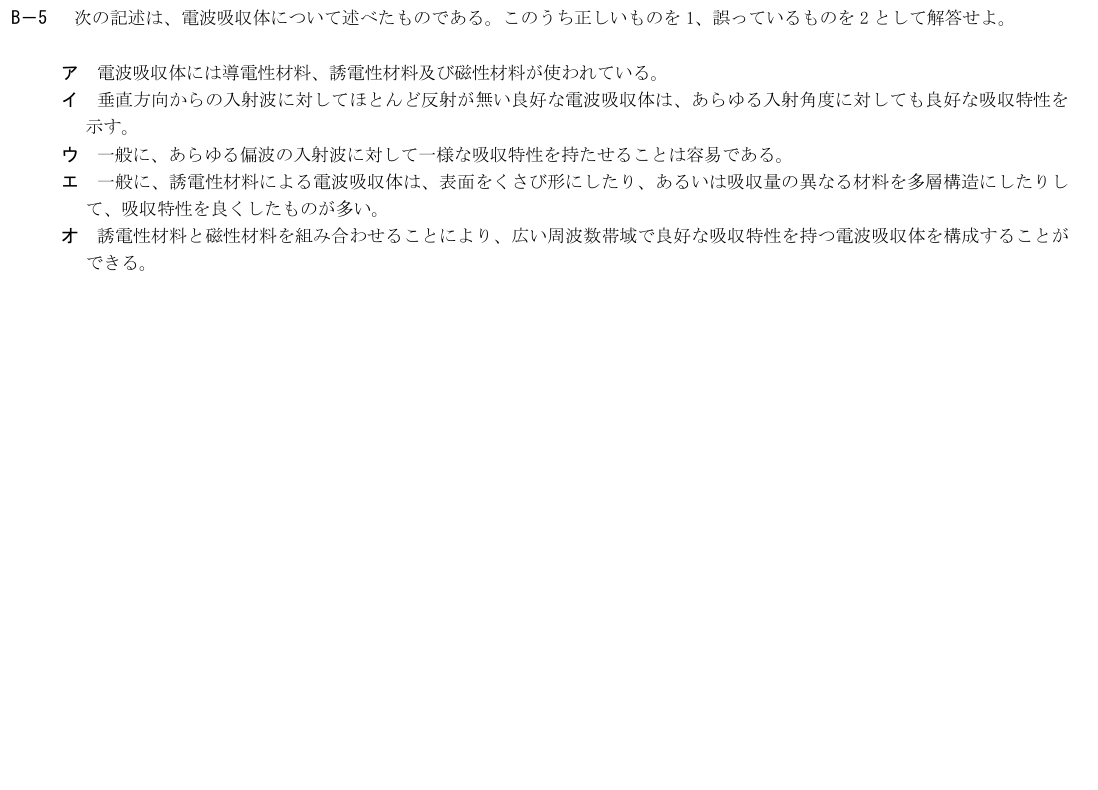 B－5　次の記述は、電波吸収体について述べたものである。このうち正しいものを 1、誤っているものを 2 として解答せよ。
ア　電波吸収体には導電性材料、誘電性材料及び磁性材料が使われている。
イ　垂直方向からの入射波に対してほとんど反射が無い良好な電波吸収体は、あらゆる入射角度に対しても良好な吸収特性を
示す。
ウ　一般に、あらゆる偏波の入射波に対して一様な吸収特性を持たせることは容易である。
エ　一般に、誘電性材料による電波吸収体は、表面をくさび形にしたり、あるいは吸収量の異なる材料を多層構造にしたりし
て、吸収特性を良くしたものが多い。
オ　誘電性材料と磁性材料を組み合わせることにより、広い周波数帯域で良好な吸収特性を持つ電波吸収体を構成することが
できる。